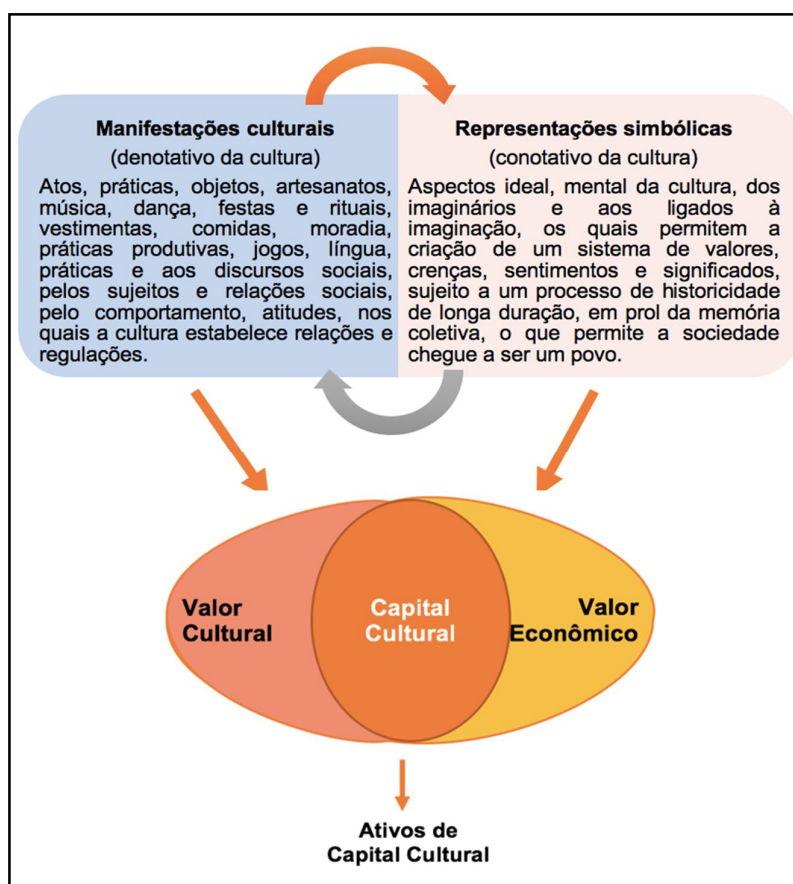 Manifestações culturais
(denotativo da cultura)
Atos, práticas, objetos, artesanatos,
música, dança, festas e rituais,
vestimentas, comidas, moradia,
práticas produtivas, jogos, língua,
práticas e aos discursos sociais,
pelos sujeitos e relações sociais,
pelo comportamento, atitudes, nos
quais a cultura estabelece relações e
regulações.
Representações simbólicas
(conotativo da cultura)
Aspectos ideal, mental da cultura, dos
imaginários e aos ligados à
imaginação, os quais permitem a
criação de um sistema de valores,
crenças, sentimentos e significados,
sujeito a um processo de historicidade
de longa duração, em prol da memória
coletiva, o que permite a sociedade
chegue a ser um povo.
Valor
Cultural
Capital
Cultural
Valor
Econômico
Ativos de
Capital Cultural